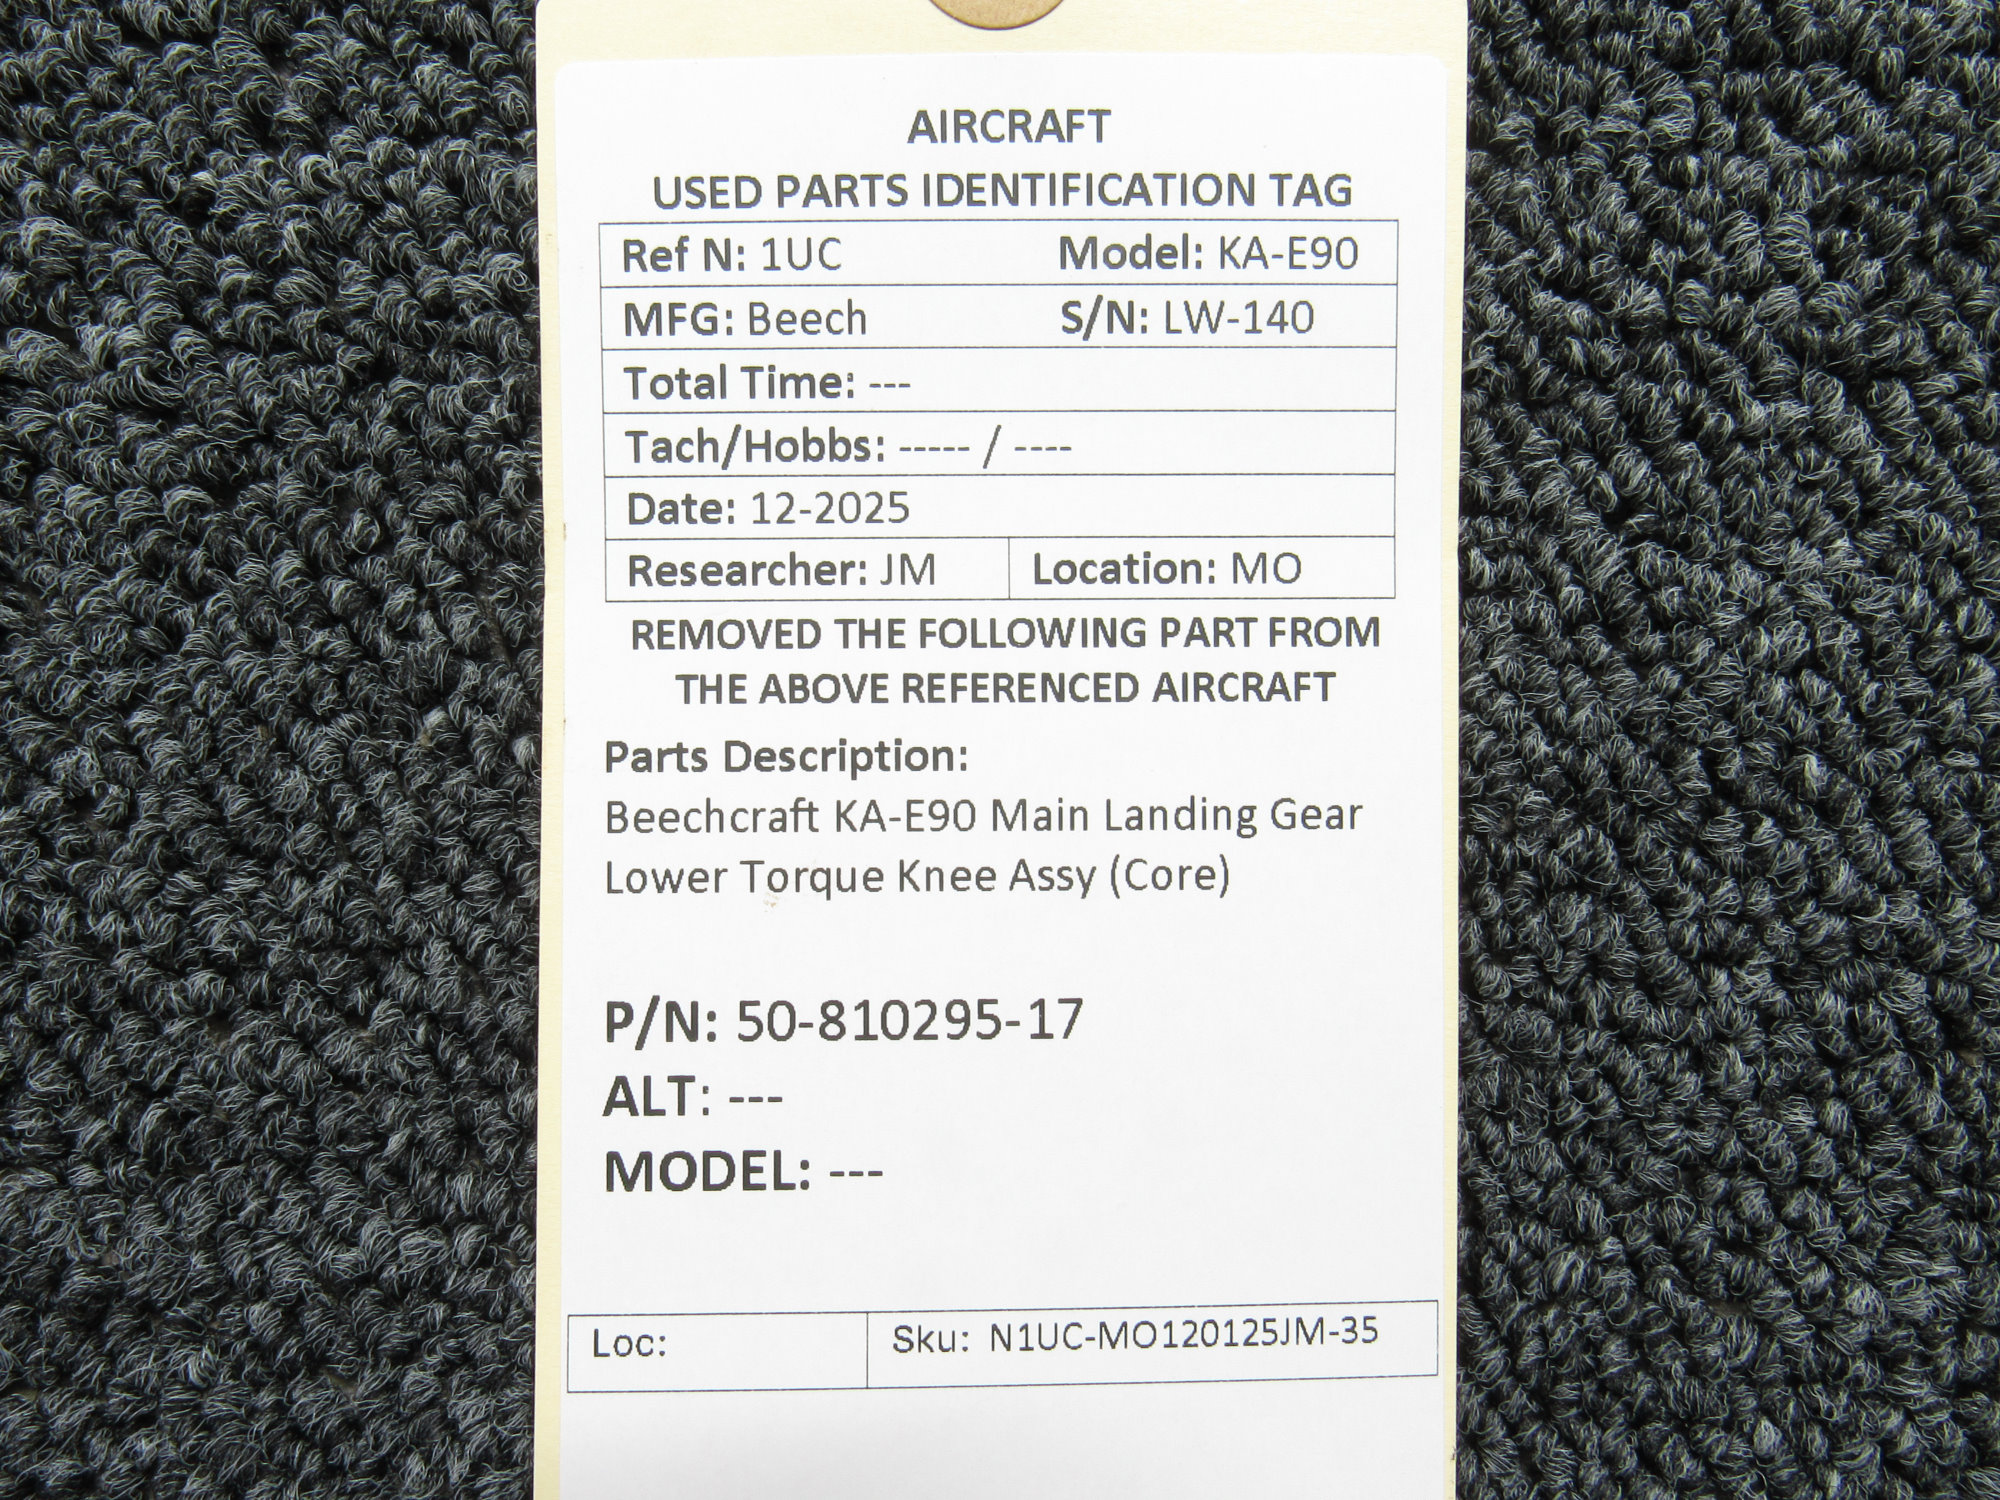 AIRCRAFT
USED PARTS IDENTIFICATION TAG
Ref N: 1UC Model: KA-E90
MFG: Beech S/N: LW-140
Total Time: ---
Tach/Hobbs: ----- / ----
Date: 12-2025
Researcher: JM Location: MO
REMOVED THE FOLLOWING PART FROM
THE ABOVE REFERENCED AIRCRAFT
Parts Description:
Beechcraft KA-E90 Main Landing Gear
Lower Torque Knee Assy (Core)
P/N: 50-810295-17
ALT: ---
MODEL: ---
Loc: Sku: N1UC-MO120125JM-35